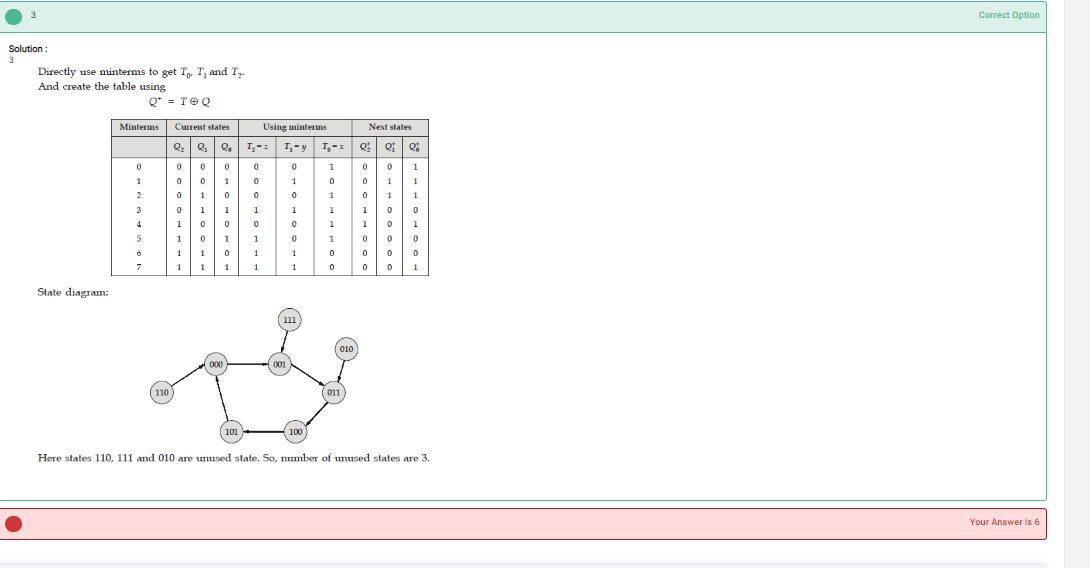 3 Correct Option
Solution :
3
Directly use minterms to get T₀, T₁ and T₂.
And create the table using
Q⁺ = T ⊕ Q
Minterms Current states Using minterms Next states
Q₂ Q₁ Q₀ T₂ = z T₁ = y T₀ = x Q₂⁺ Q₁⁺ Q₀⁺
0 0 0 0 0 0 1 0 0 1
1 0 0 1 0 1 0 0 1 1
2 0 1 0 0 0 1 0 1 1
3 0 1 1 1 1 1 1 0 0
4 1 0 0 0 0 1 1 0 1
5 1 0 1 1 0 1 0 0 0
6 1 1 0 1 1 0 0 0 0
7 1 1 1 1 1 0 0 0 1
State diagram:
111
010
000 001
110 011
101 100
Here states 110, 111 and 010 are unused state. So, number of unused states are 3.
Your Answer is 6